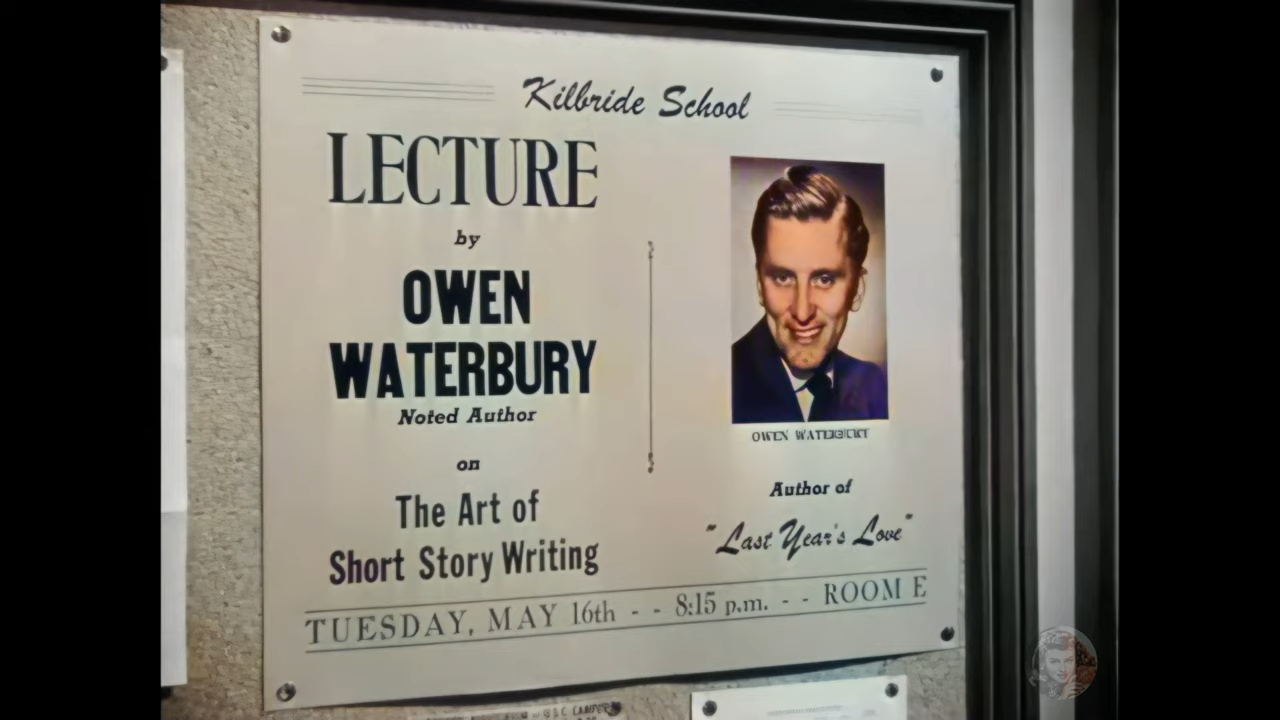 Kilbride School
LECTURE
by
OWEN
WATERBURY
Noted Author
on
The Art of
Short Story Writing
OWEN WATERBURY
Author of
"Last Year's Love"
TUESDAY, MAY 16th - - 8:15 p.m. - - ROOM E